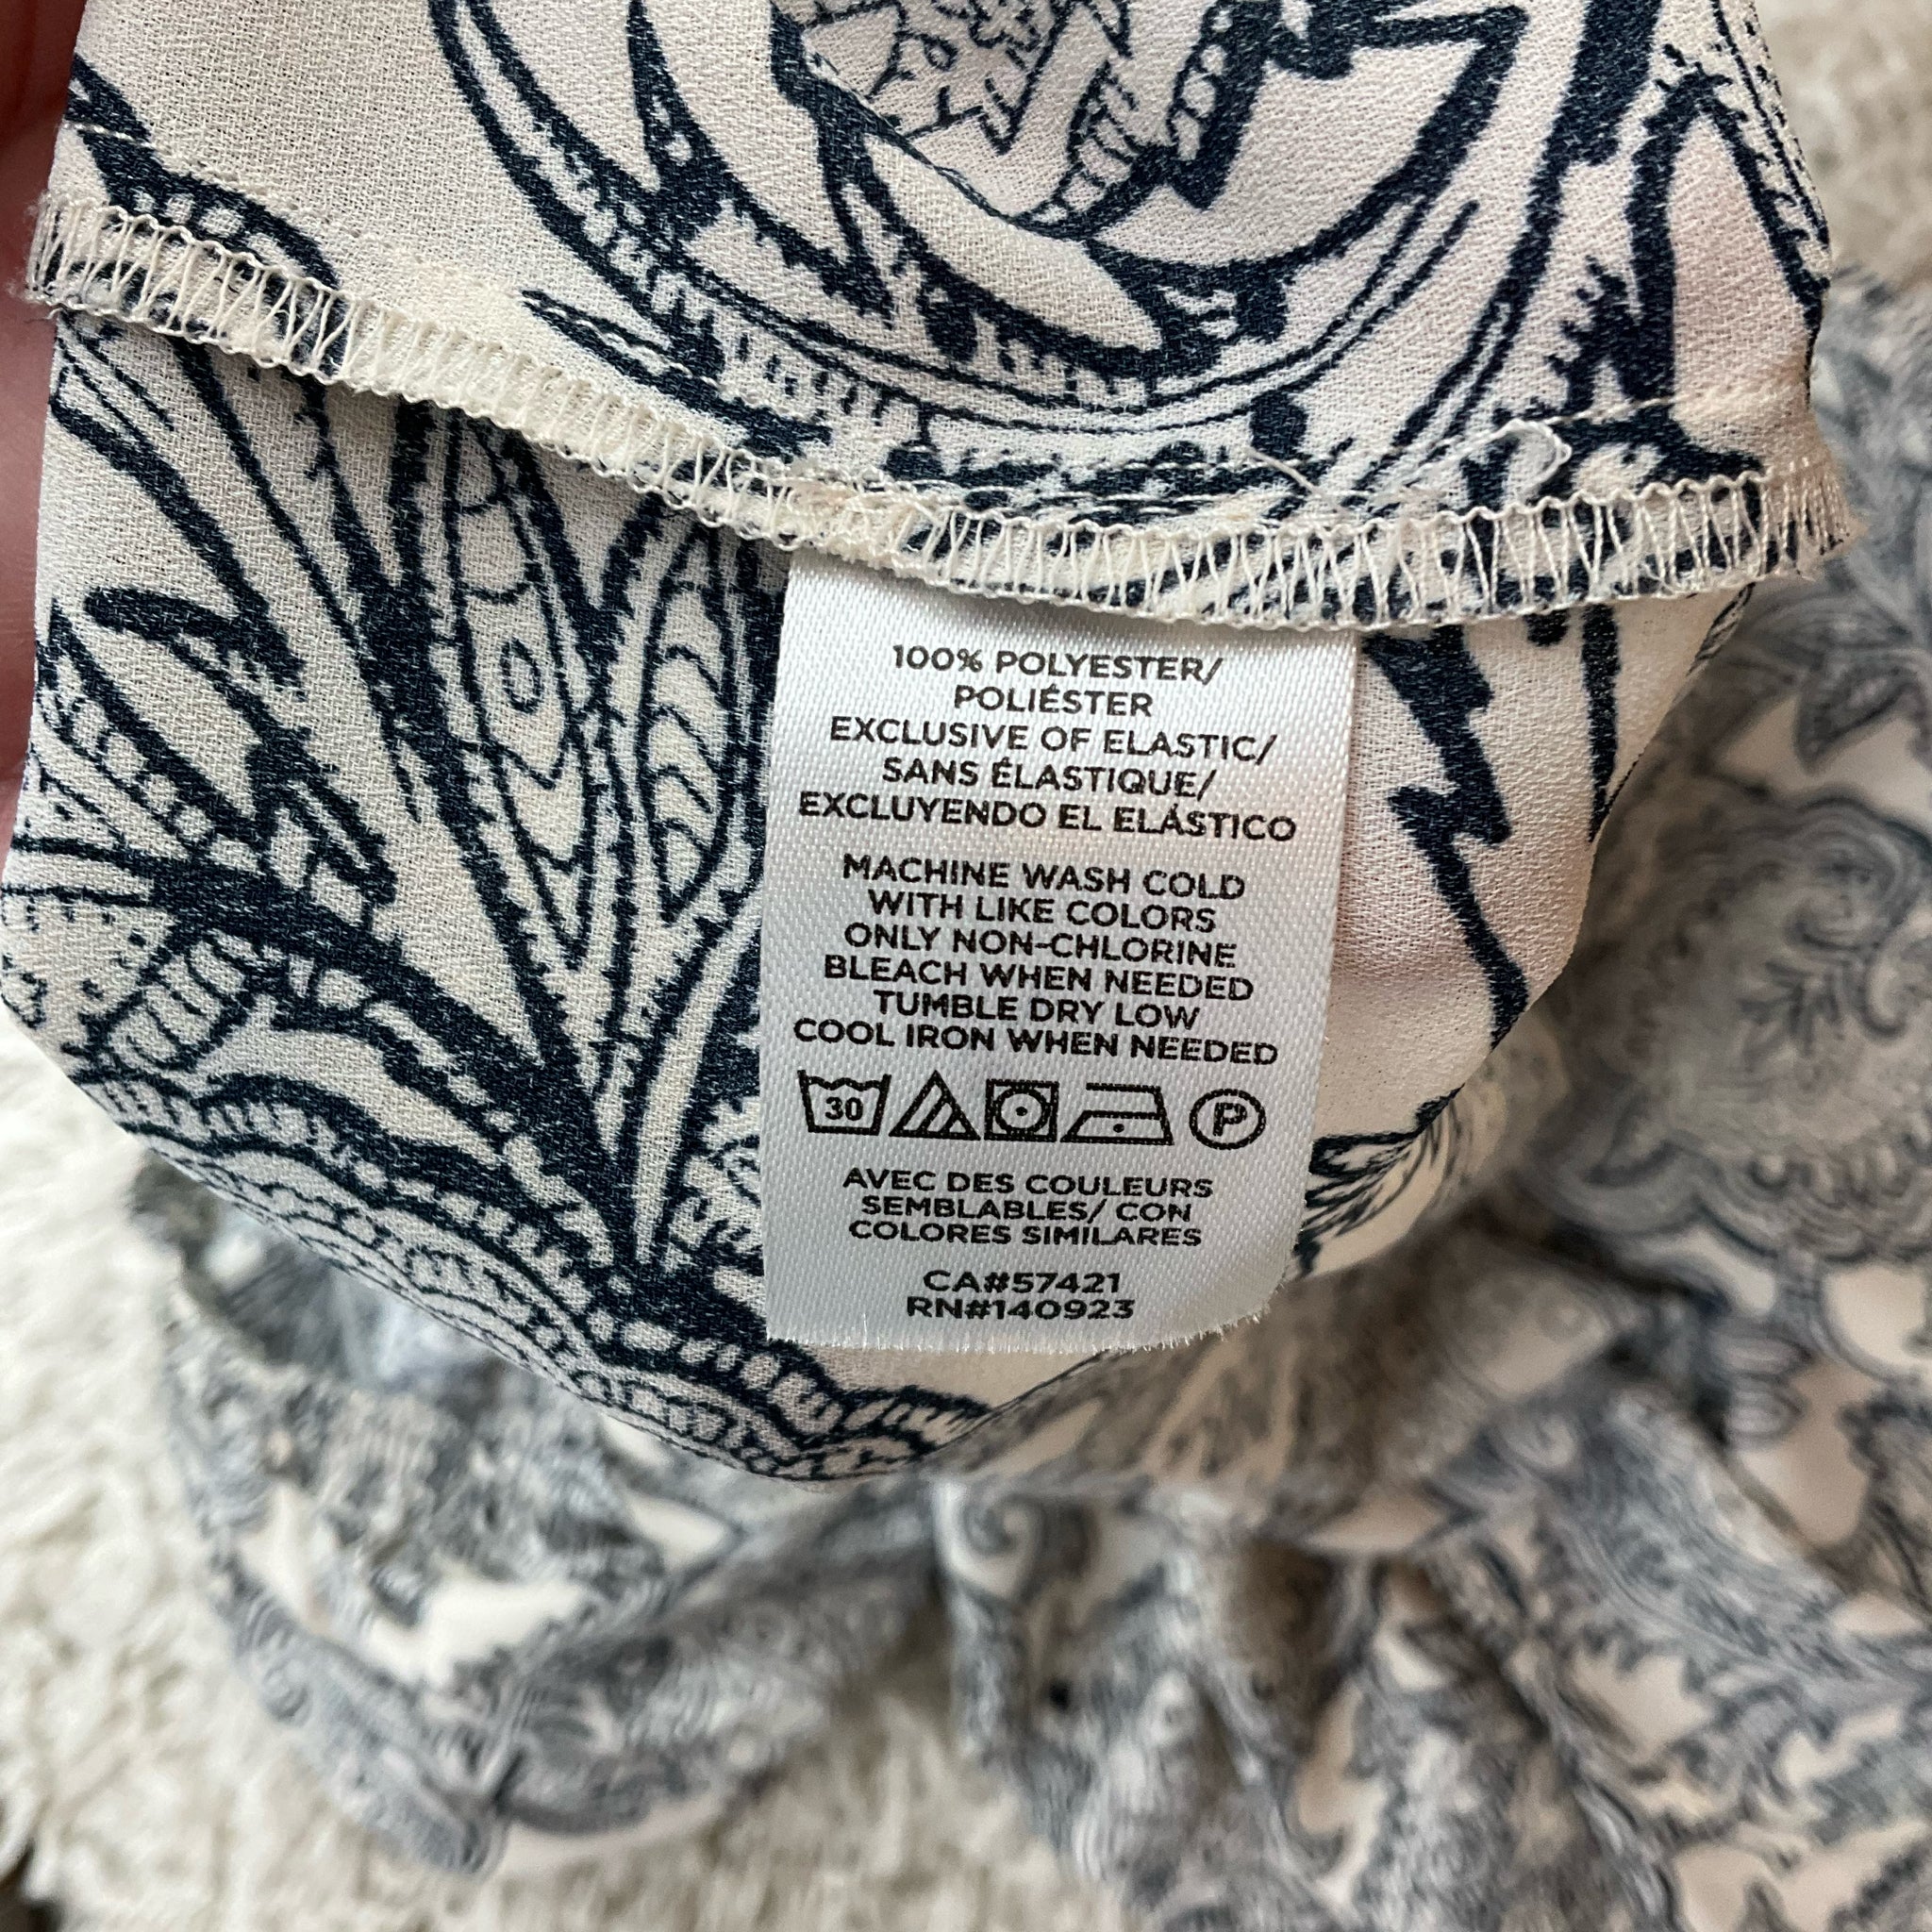 100% POLYESTER/
POLIÉSTER
EXCLUSIVE OF ELASTIC/
SANS ÉLASTIQUE/
EXCLUYENDO EL ELÁSTICO
MACHINE WASH COLD
WITH LIKE COLORS
ONLY NON-CHLORINE
BLEACH WHEN NEEDED
TUMBLE DRY LOW
COOL IRON WHEN NEEDED
30 P
AVEC DES COULEURS
SEMBLABLES/ CON
COLORES SIMILARES
CA#57421
RN#140923